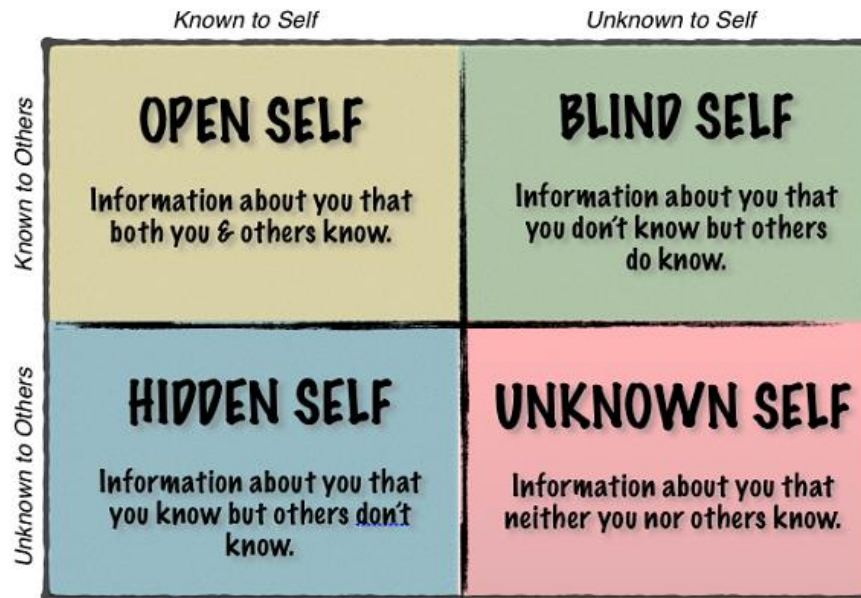 Known to Self
Unknown to Self
Known to Others
OPEN SELF
Information about you that
both you & others know.
BLIND SELF
Information about you that
you don't know but others
do know.
Unknown to Others
HIDDEN SELF
Information about you that
you know but others don't
know.
UNKNOWN SELF
Information about you that
neither you nor others know.